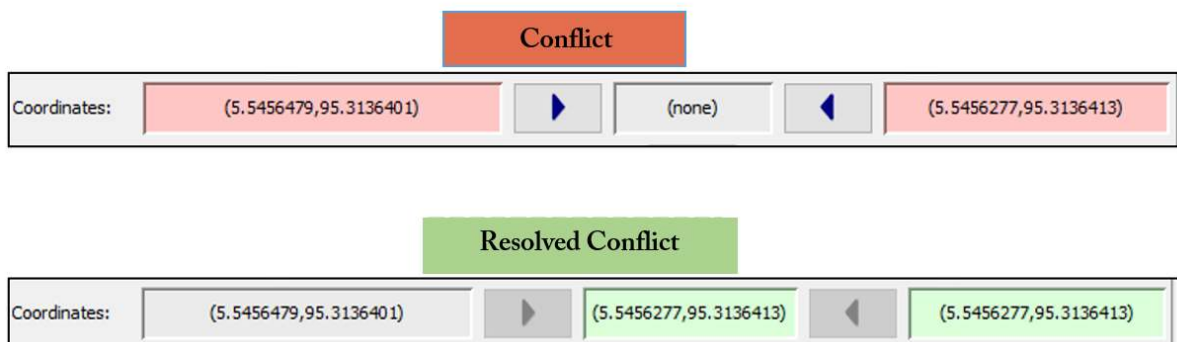 Conflict
Coordinates: (5.5456479,95.3136401) (none) (5.5456277,95.3136413)
Resolved Conflict
Coordinates: (5.5456479,95.3136401) (5.5456277,95.3136413) (5.5456277,95.3136413)